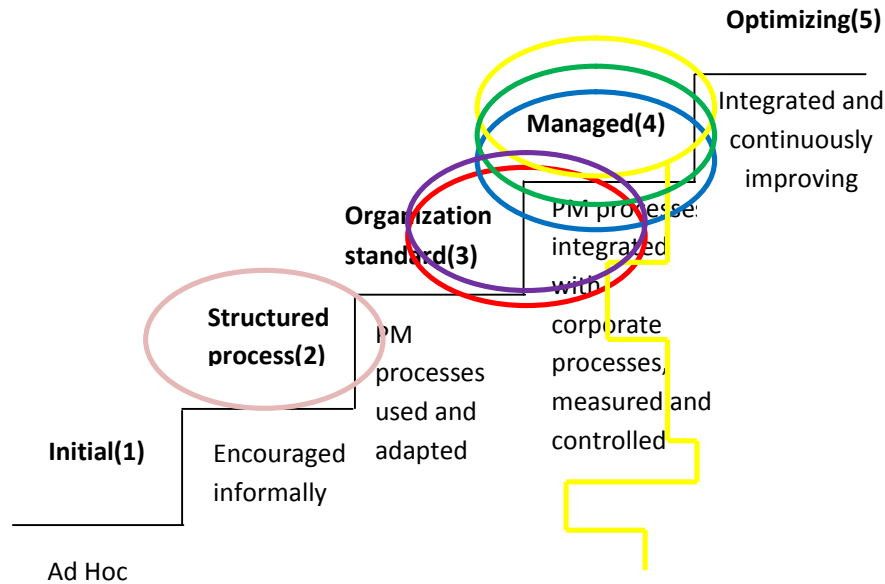 Optimizing(5)
Integrated and
continuously
improving
Managed(4)
PM processes
integrated
with
corporate
processes,
measured and
controlled
Organization
standard(3)
PM
processes
used and
adapted
Structured
process(2)
Encouraged
informally
Initial(1)
Ad Hoc